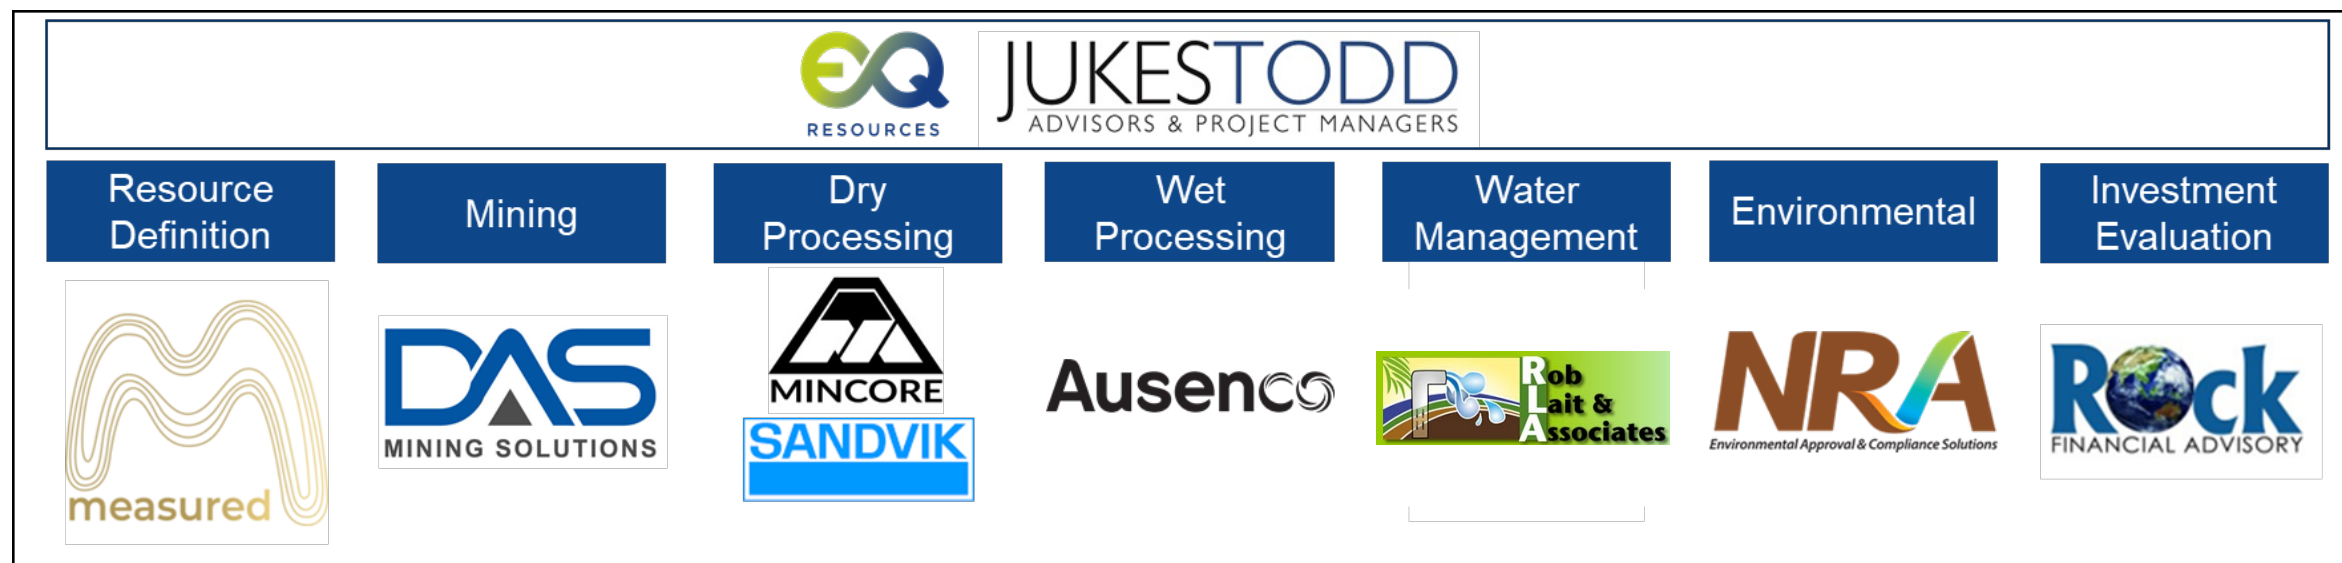 EQ
RESOURCES
JUKESTODD
ADVISORS & PROJECT MANAGERS
Resource
Definition
measured
Mining
DAS
MINING SOLUTIONS
Dry
Processing
MINCORE
SANDVIK
Wet
Processing
Ausenco
Water
Management
Rob
Lait &
Associates
Environmental
NRA
Environmental Approval & Compliance Solutions
Investment
Evaluation
Rock
FINANCIAL ADVISORY